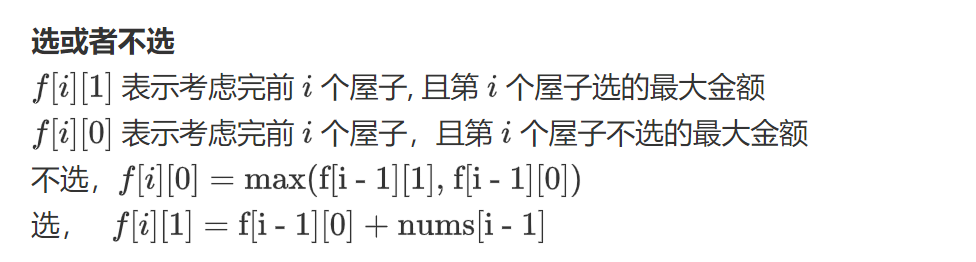 选或者不选
f[i][1] 表示考虑完前 i 个屋子, 且第 i 个屋子选的最大金额
f[i][0] 表示考虑完前 i 个屋子，且第 i 个屋子不选的最大金额
不选，f[i][0] = max(f[i - 1][1], f[i - 1][0])
选， f[i][1] = f[i - 1][0] + nums[i - 1]